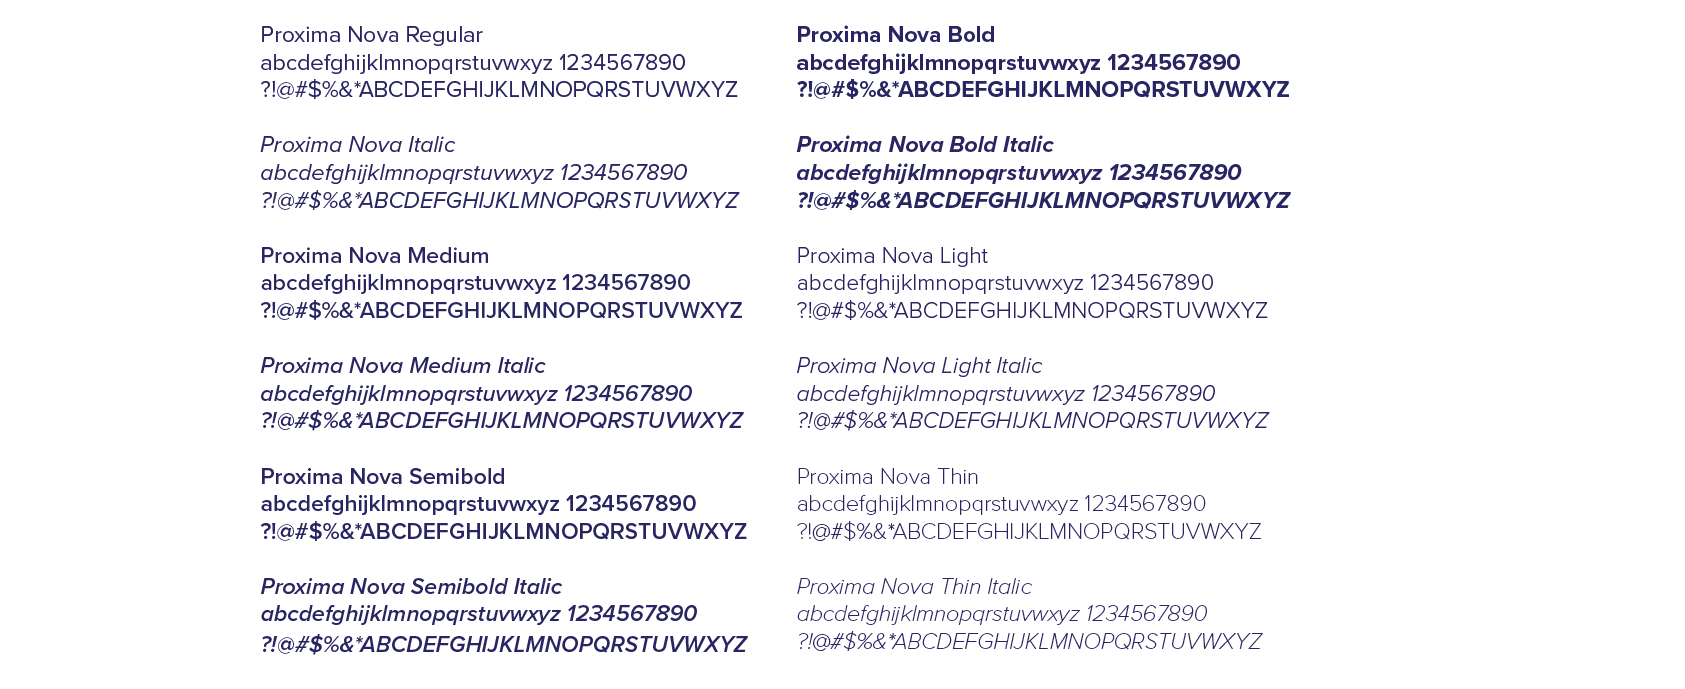 Proxima Nova Regular
abcdefghijklmnopqrstuvwxyz 1234567890
?!@#$%&*ABCDEFGHIJKLMNOPQRSTUVWXYZ
Proxima Nova Italic
abcdefghijklmnopqrstuvwxyz 1234567890
?!@#$%&*ABCDEFGHIJKLMNOPQRSTUVWXYZ
Proxima Nova Medium
abcdefghijklmnopqrstuvwxyz 1234567890
?!@#$%&*ABCDEFGHIJKLMNOPQRSTUVWXYZ
Proxima Nova Medium Italic
abcdefghijklmnopqrstuvwxyz 1234567890
?!@#$%&*ABCDEFGHIJKLMNOPQRSTUVWXYZ
Proxima Nova Semibold
abcdefghijklmnopqrstuvwxyz 1234567890
?!@#$%&*ABCDEFGHIJKLMNOPQRSTUVWXYZ
Proxima Nova Semibold Italic
abcdefghijklmnopqrstuvwxyz 1234567890
?!@#$%&*ABCDEFGHIJKLMNOPQRSTUVWXYZ
Proxima Nova Bold
abcdefghijklmnopqrstuvwxyz 1234567890
?!@#$%&*ABCDEFGHIJKLMNOPQRSTUVWXYZ
Proxima Nova Bold Italic
abcdefghijklmnopqrstuvwxyz 1234567890
?!@#$%&*ABCDEFGHIJKLMNOPQRSTUVWXYZ
Proxima Nova Light
abcdefghijklmnopqrstuvwxyz 1234567890
?!@#$%&*ABCDEFGHIJKLMNOPQRSTUVWXYZ
Proxima Nova Light Italic
abcdefghijklmnopqrstuvwxyz 1234567890
?!@#$%&*ABCDEFGHIJKLMNOPQRSTUVWXYZ
Proxima Nova Thin
abcdefghijklmnopqrstuvwxyz 1234567890
?!@#$%&*ABCDEFGHIJKLMNOPQRSTUVWXYZ
Proxima Nova Thin Italic
abcdefghijklmnopqrstuvwxyz 1234567890
?!@#$%&*ABCDEFGHIJKLMNOPQRSTUVWXYZ